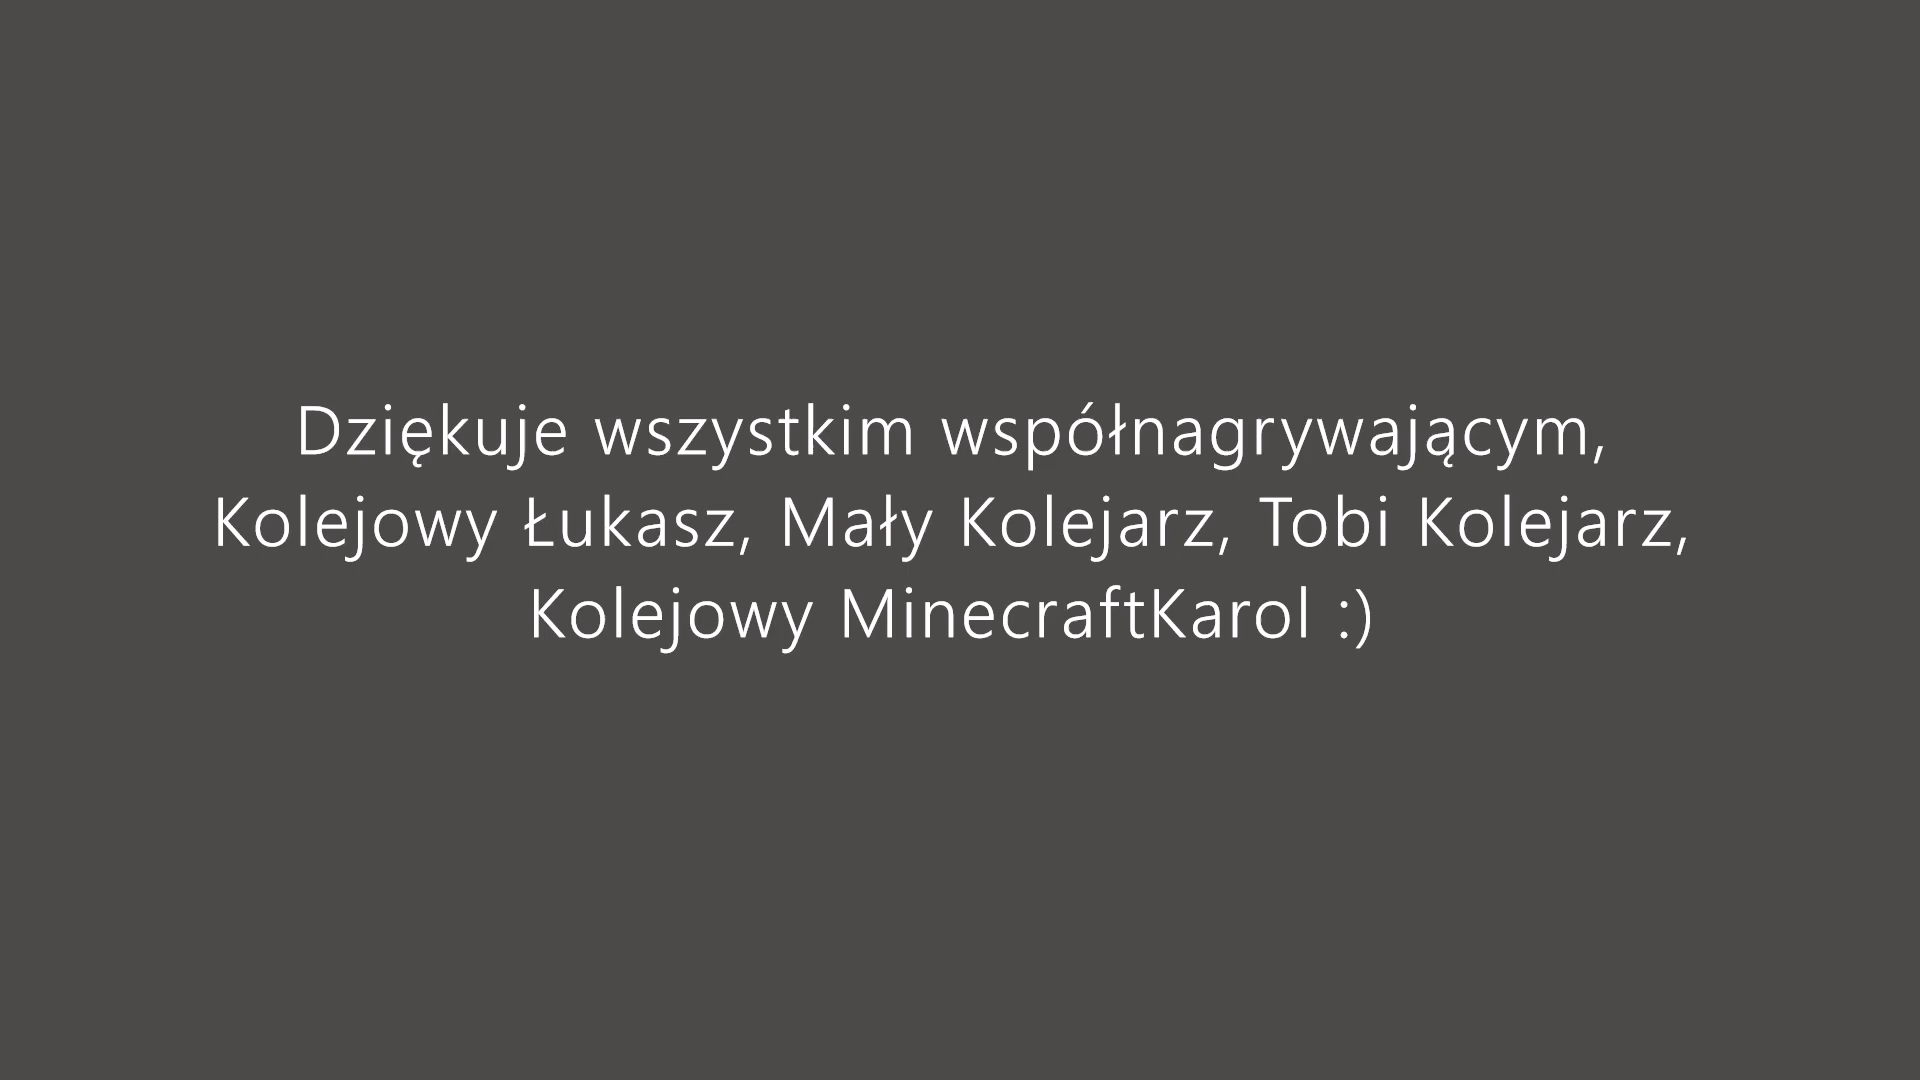 Dziękuje wszystkim współnagrywającym,
Kolejowy Łukasz, Mały Kolejarz, Tobi Kolejarz,
Kolejowy MinecraftKarol :)